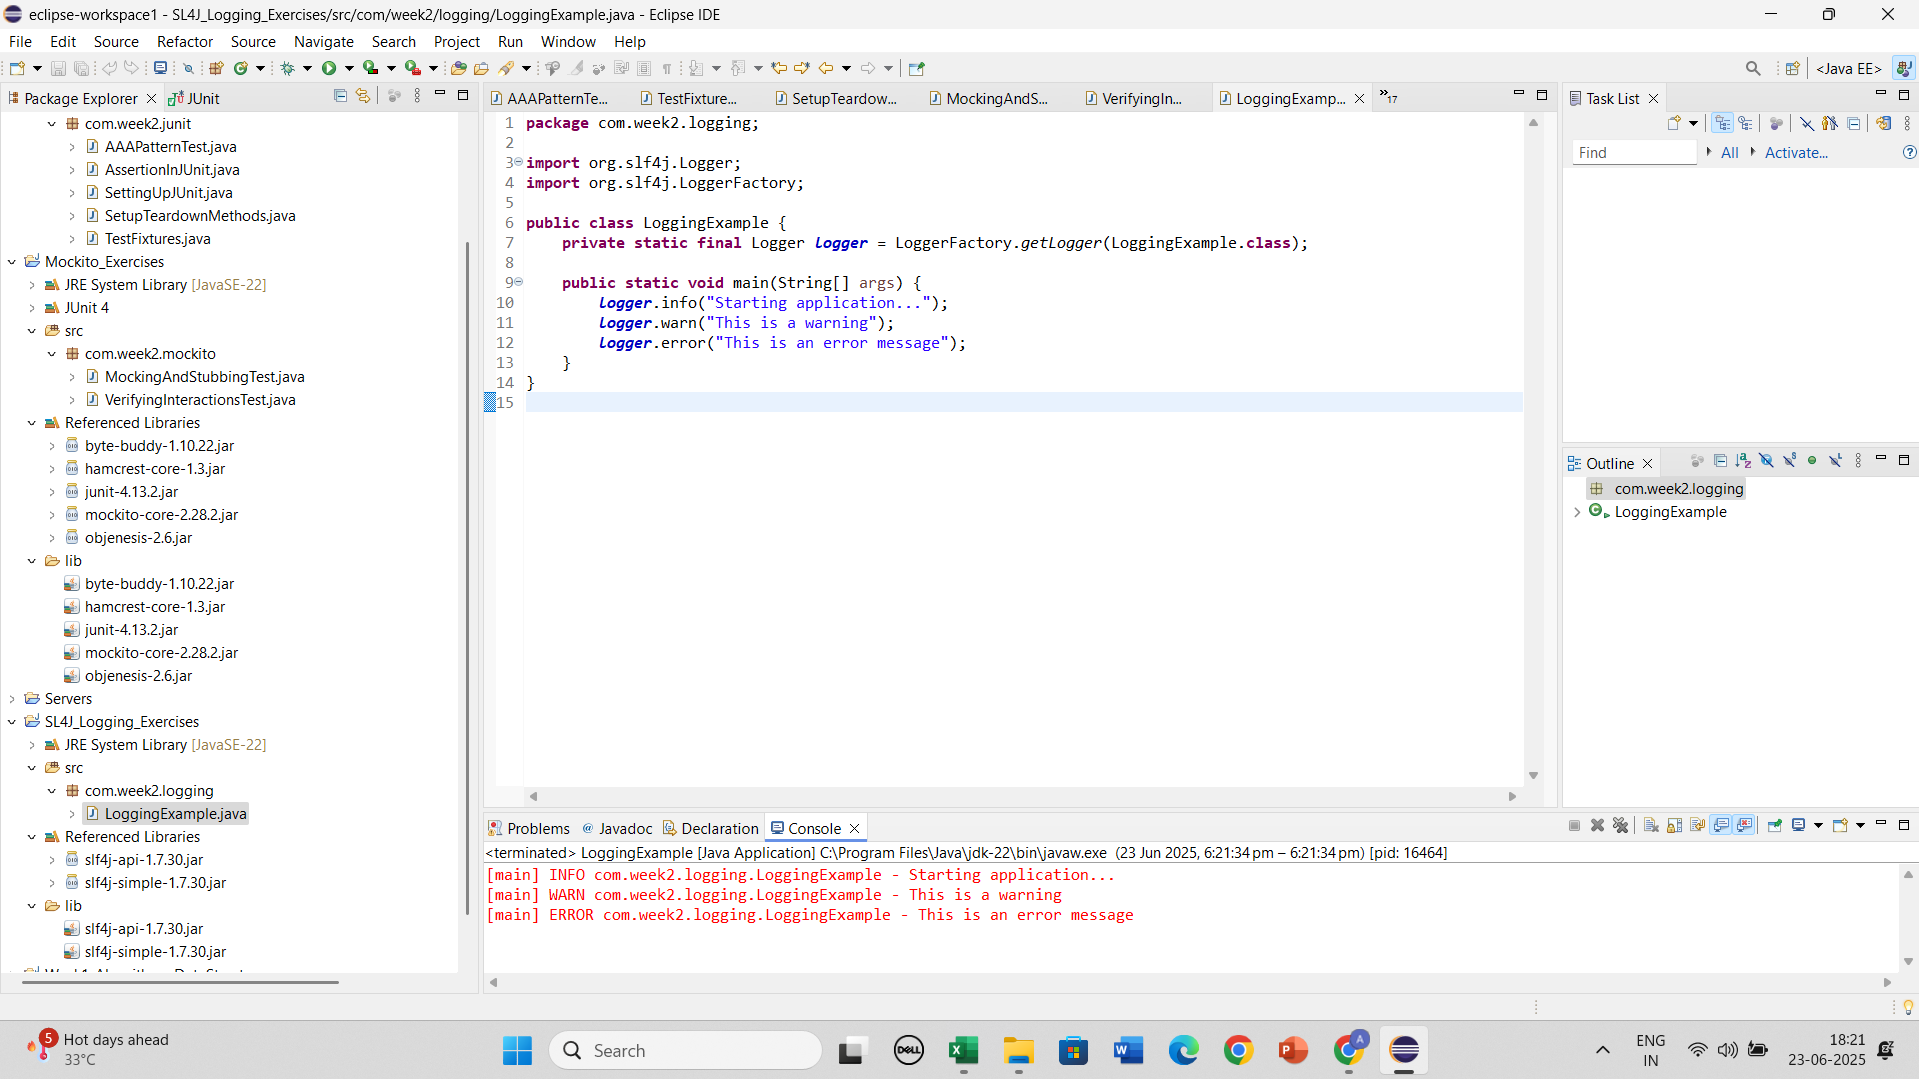 eclipse-workspace1 - SL4J_Logging_Exercises/src/com/week2/logging/LoggingExample.java - Eclipse IDE
File Edit Source Refactor Source Navigate Search Project Run Window Help
<Java EE>
Package Explorer JUnit
com.week2.junit
AAAPatternTest.java
AssertionInJUnit.java
SettingUpJUnit.java
SetupTeardownMethods.java
TestFixtures.java
Mockito_Exercises
JRE System Library [JavaSE-22]
JUnit 4
src
com.week2.mockito
MockingAndStubbingTest.java
VerifyingInteractionsTest.java
Referenced Libraries
byte-buddy-1.10.22.jar
hamcrest-core-1.3.jar
junit-4.13.2.jar
mockito-core-2.28.2.jar
objenesis-2.6.jar
lib
byte-buddy-1.10.22.jar
hamcrest-core-1.3.jar
junit-4.13.2.jar
mockito-core-2.28.2.jar
objenesis-2.6.jar
Servers
SL4J_Logging_Exercises
JRE System Library [JavaSE-22]
src
com.week2.logging
LoggingExample.java
Referenced Libraries
slf4j-api-1.7.30.jar
slf4j-simple-1.7.30.jar
lib
slf4j-api-1.7.30.jar
slf4j-simple-1.7.30.jar
AAAPatternTe... TestFixture... SetupTeardow... MockingAndS... VerifyingIn... LoggingExamp... »17
1 package com.week2.logging;
2
3 import org.slf4j.Logger;
4 import org.slf4j.LoggerFactory;
5
6 public class LoggingExample {
7 private static final Logger logger = LoggerFactory.getLogger(LoggingExample.class);
8
9 public static void main(String[] args) {
10 logger.info("Starting application...");
11 logger.warn("This is a warning");
12 logger.error("This is an error message");
13 }
14 }
15
Task List
Find All Activate...
Outline
com.week2.logging
LoggingExample
Problems Javadoc Declaration Console
<terminated> LoggingExample [Java Application] C:\Program Files\Java\jdk-22\bin\javaw.exe (23 Jun 2025, 6:21:34 pm – 6:21:34 pm) [pid: 16464]
[main] INFO com.week2.logging.LoggingExample - Starting application...
[main] WARN com.week2.logging.LoggingExample - This is a warning
[main] ERROR com.week2.logging.LoggingExample - This is an error message
5
Hot days ahead
33°C
Search
DELL
A
ENG
IN
18:21
23-06-2025